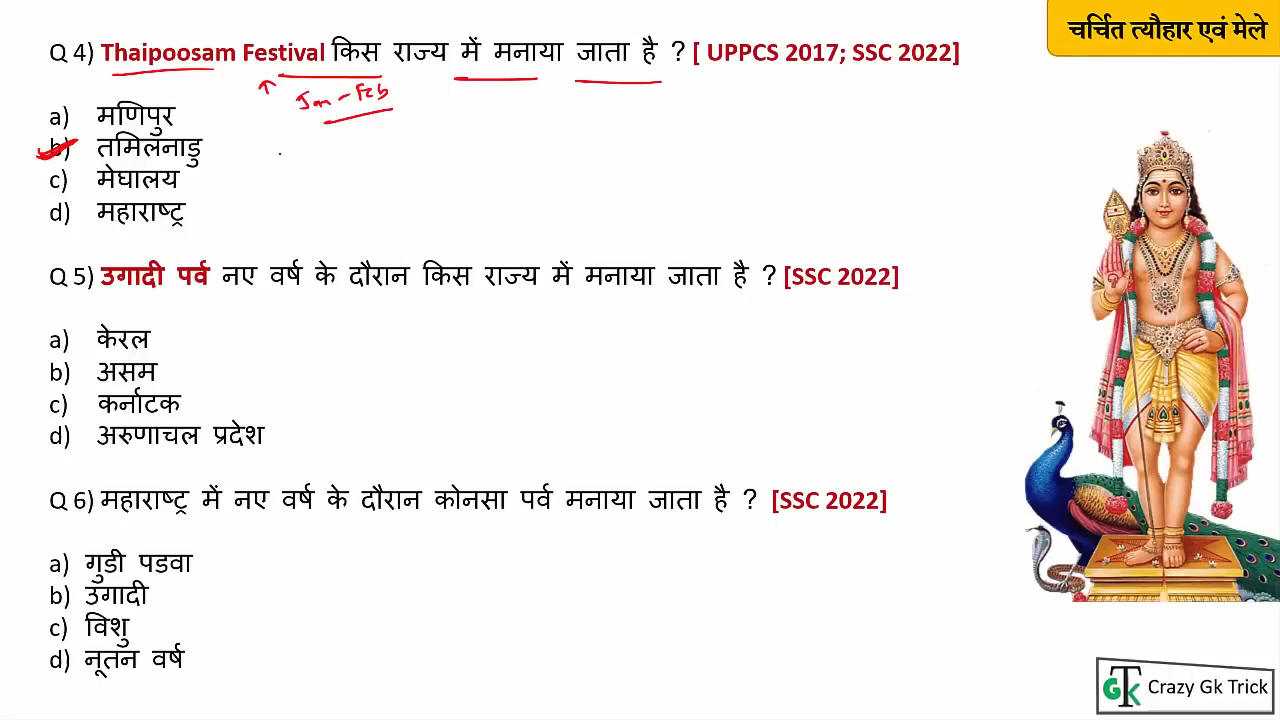 चर्चित त्यौहार एवं मेले
Q 4) Thaipoosam Festival किस राज्य में मनाया जाता है ? [ UPPCS 2017; SSC 2022]
Jan - Feb
a) मणिपुर
b) तमिलनाडु
c) मेघालय
d) महाराष्ट्र
Q 5) उगादी पर्व नए वर्ष के दौरान किस राज्य में मनाया जाता है ? [SSC 2022]
a) केरल
b) असम
c) कर्नाटक
d) अरुणाचल प्रदेश
Q 6) महाराष्ट्र में नए वर्ष के दौरान कोनसा पर्व मनाया जाता है ? [SSC 2022]
a) गुडी पडवा
b) उगादी
c) विशु
d) नूतन वर्ष
GTK Crazy Gk Trick